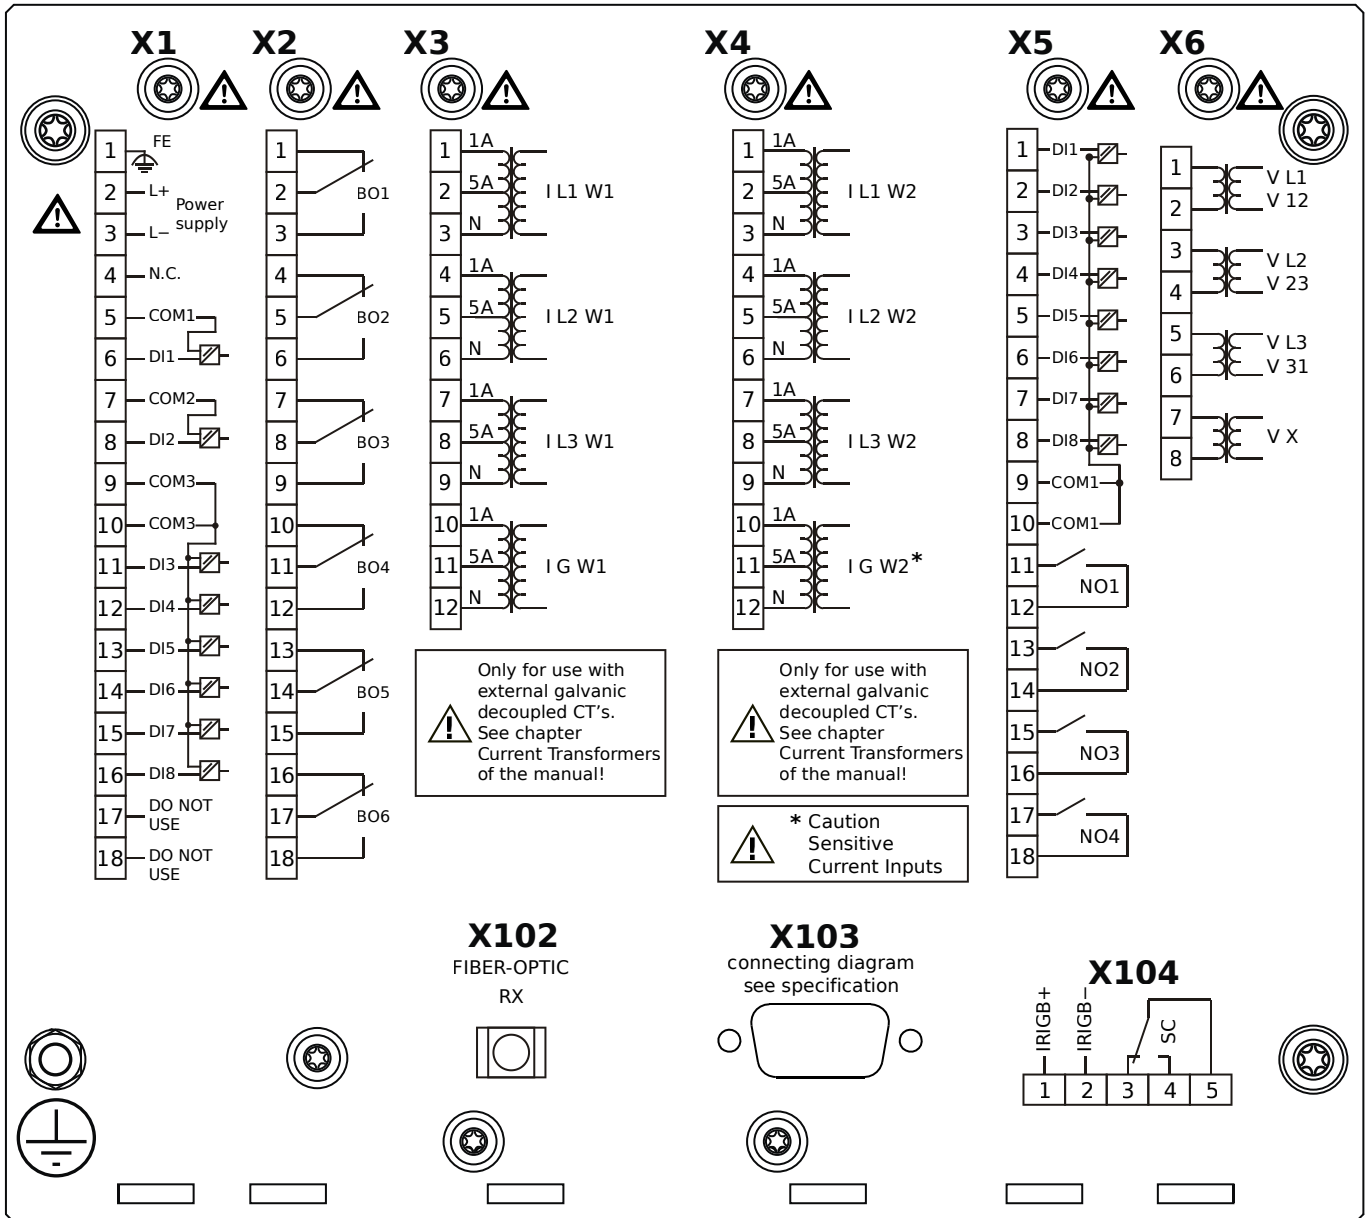 X1 X2 X3 X4 X5 X6
1 FE
2 L+
Power
supply
3 L−
4 N.C.
5 COM1
6 DI1
7 COM2
8 DI2
9 COM3
10 COM3
11 DI3
12 DI4
13 DI5
14 DI6
15 DI7
16 DI8
17 DO NOT
USE
18 DO NOT
USE
1
2 BO1
3
4
5 BO2
6
7
8 BO3
9
10
11 BO4
12
13
14 BO5
15
16
17 BO6
18
1 1A
2 5A I L1 W1
3 N
4 1A
5 5A I L2 W1
6 N
7 1A
8 5A I L3 W1
9 N
10 1A
11 5A I G W1
12 N
Only for use with
external galvanic
decoupled CT's.
See chapter
Current Transformers
of the manual!
1 1A
2 5A I L1 W2
3 N
4 1A
5 5A I L2 W2
6 N
7 1A
8 5A I L3 W2
9 N
10 1A
11 5A I G W2*
12 N
Only for use with
external galvanic
decoupled CT's.
See chapter
Current Transformers
of the manual!
* Caution
Sensitive
Current Inputs
1 DI1
2 DI2
3 DI3
4 DI4
5 DI5
6 DI6
7 DI7
8 DI8
9 COM1
10 COM1
11
NO1
12
13
NO2
14
15
NO3
16
17
NO4
18
1 V L1
2 V 12
3 V L2
4 V 23
5 V L3
6 V 31
7
V X
8
X102
FIBER-OPTIC
RX
X103
connecting diagram
see specification
X104
IRIGB+
IRIGB−
SC
1 2 3 4 5